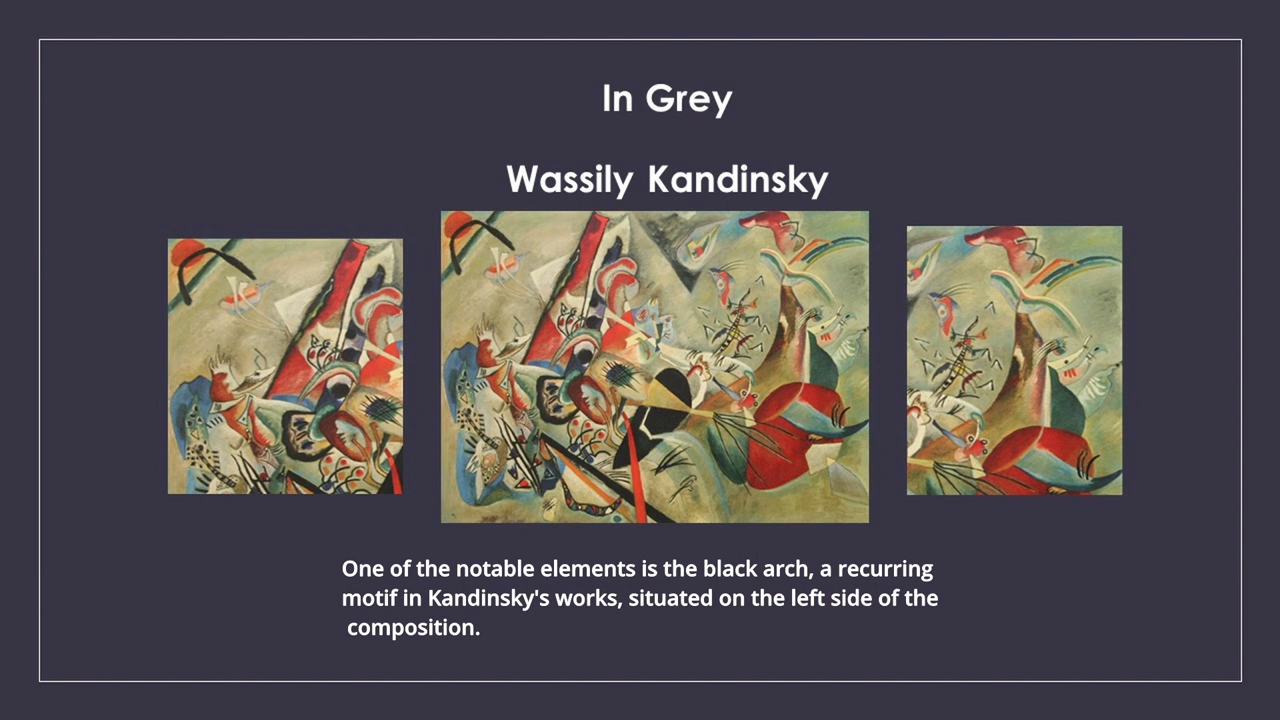 In Grey
Wassily Kandinsky
One of the notable elements is the black arch, a recurring
motif in Kandinsky's works, situated on the left side of the
composition.